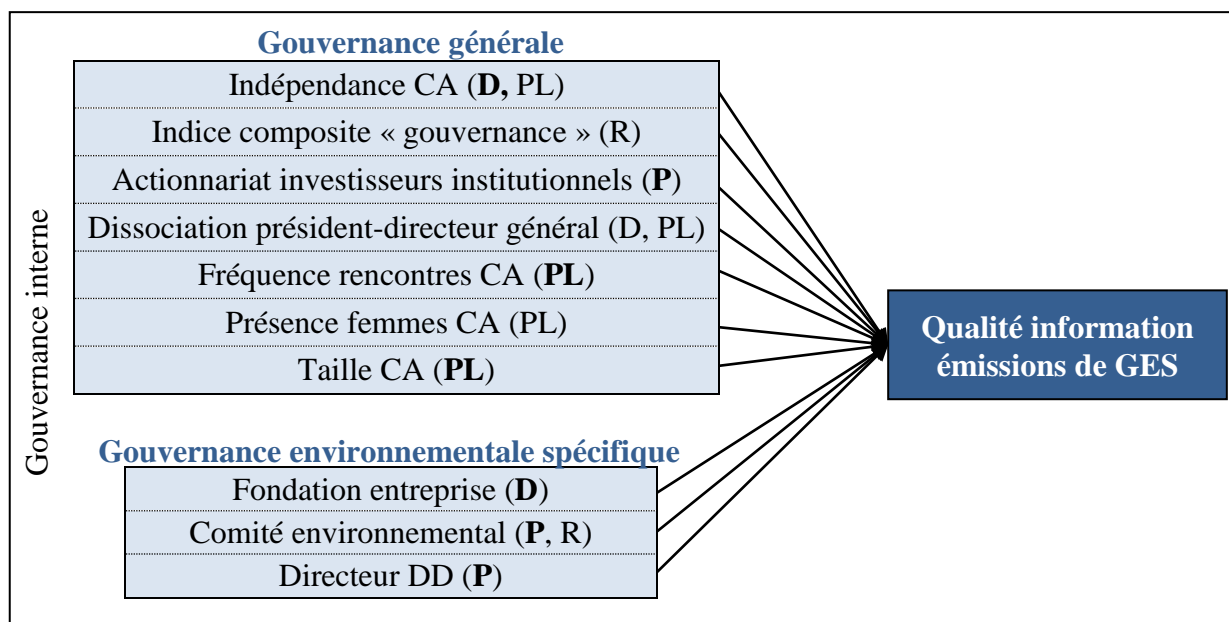 Gouvernance interne
Gouvernance générale
Indépendance CA (D, PL)
Indice composite « gouvernance » (R)
Actionnariat investisseurs institutionnels (P)
Dissociation président-directeur général (D, PL)
Fréquence rencontres CA (PL)
Présence femmes CA (PL)
Taille CA (PL)
Gouvernance environnementale spécifique
Fondation entreprise (D)
Comité environnemental (P, R)
Directeur DD (P)
Qualité information
émissions de GES